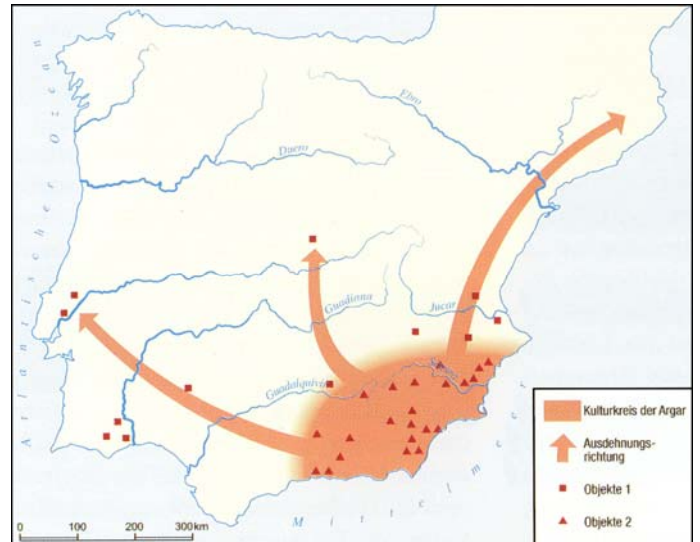 Atlantischer Ozean
Ebro
Duero
Guadiana
Jucar
Guadalquivir
Mittelmeer
Kulturkreis der Argar
Ausdehnungs-
richtung
Objekte 1
Objekte 2
0 100 200 300 km